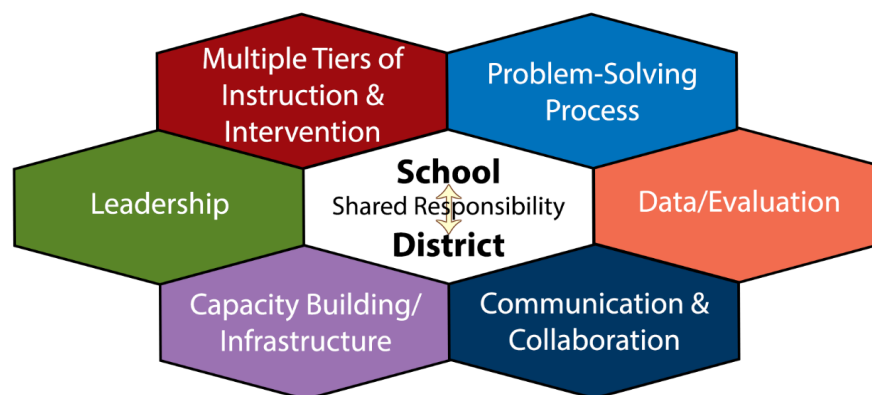 Multiple Tiers of
Instruction &
Intervention
Problem-Solving
Process
Leadership
School
Shared Responsibility
District
Data/Evaluation
Capacity Building/
Infrastructure
Communication &
Collaboration